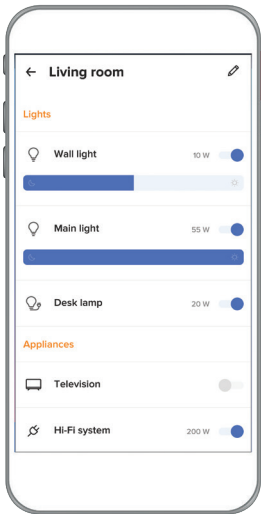 Living room
Lights
Wall light 10 W
Main light 55 W
Desk lamp 20 W
Appliances
Television
Hi-Fi system 200 W